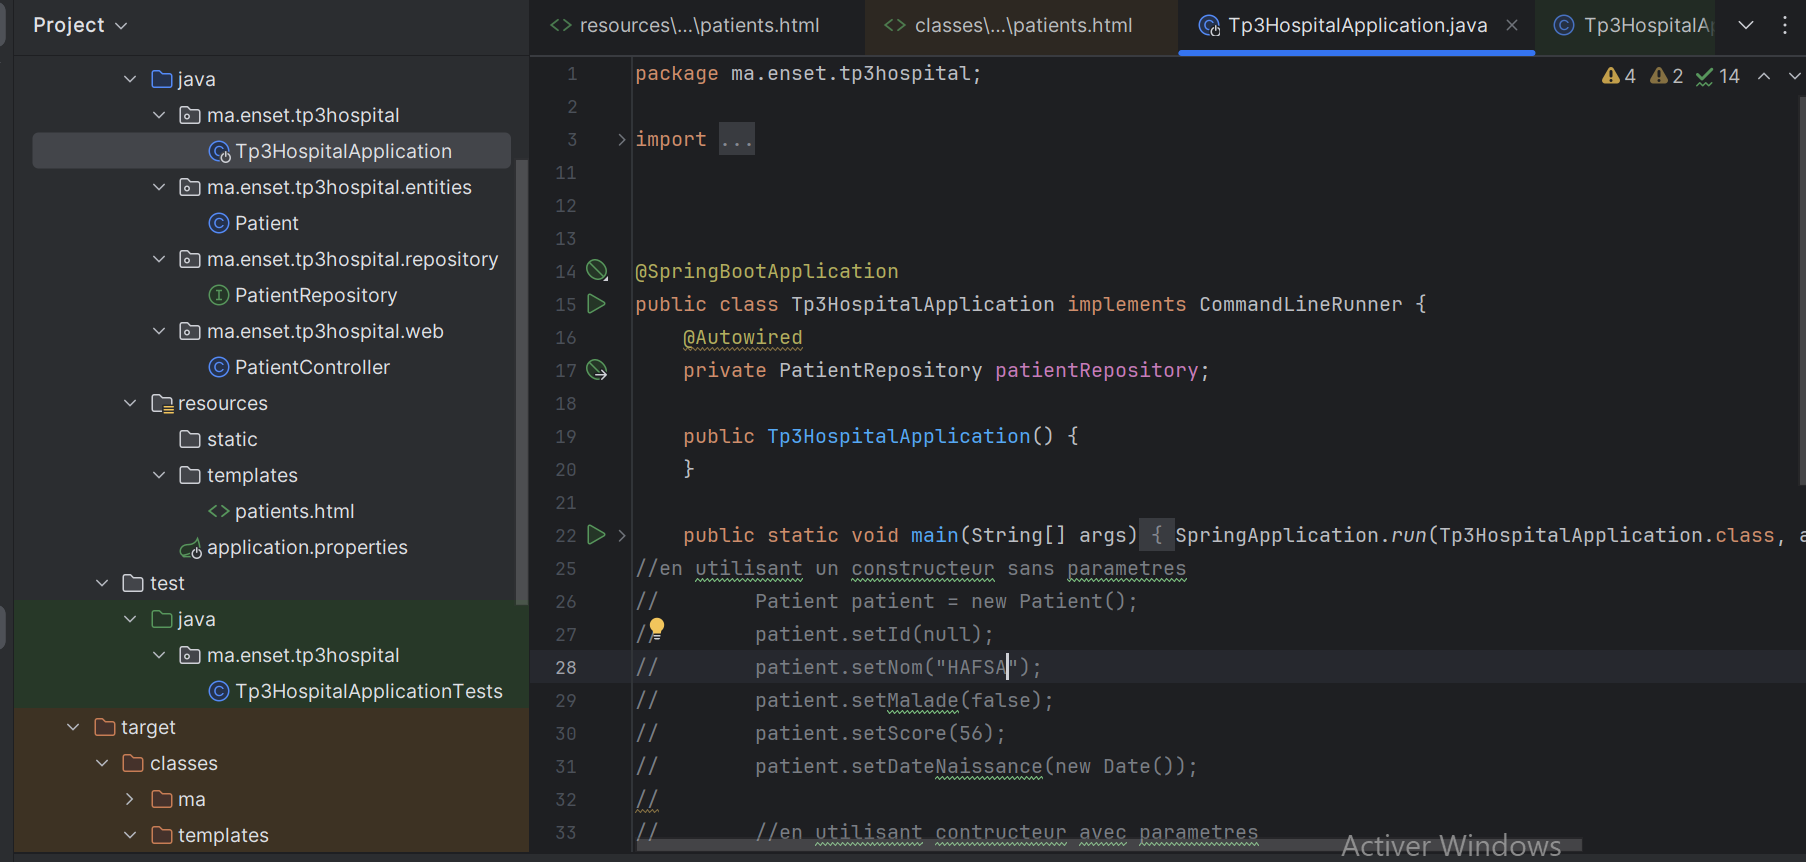 Project
resources\...\patients.html
classes\...\patients.html
Tp3HospitalApplication.java
Tp3HospitalAp
java
ma.enset.tp3hospital
Tp3HospitalApplication
ma.enset.tp3hospital.entities
Patient
ma.enset.tp3hospital.repository
PatientRepository
ma.enset.tp3hospital.web
PatientController
resources
static
templates
patients.html
application.properties
test
java
ma.enset.tp3hospital
Tp3HospitalApplicationTests
target
classes
ma
templates
4 2 14
1 package ma.enset.tp3hospital;
2
3 import ...
11
12
13
14 @SpringBootApplication
15 public class Tp3HospitalApplication implements CommandLineRunner {
16 @Autowired
17 private PatientRepository patientRepository;
18
19 public Tp3HospitalApplication() {
20 }
21
22 public static void main(String[] args) { SpringApplication.run(Tp3HospitalApplication.class, a
25 //en utilisant un constructeur sans parametres
26 // Patient patient = new Patient();
27 // patient.setId(null);
28 // patient.setNom("HAFSA");
29 // patient.setMalade(false);
30 // patient.setScore(56);
31 // patient.setDateNaissance(new Date());
32 //
33 // //en utilisant contructeur avec parametres
Activer Windows